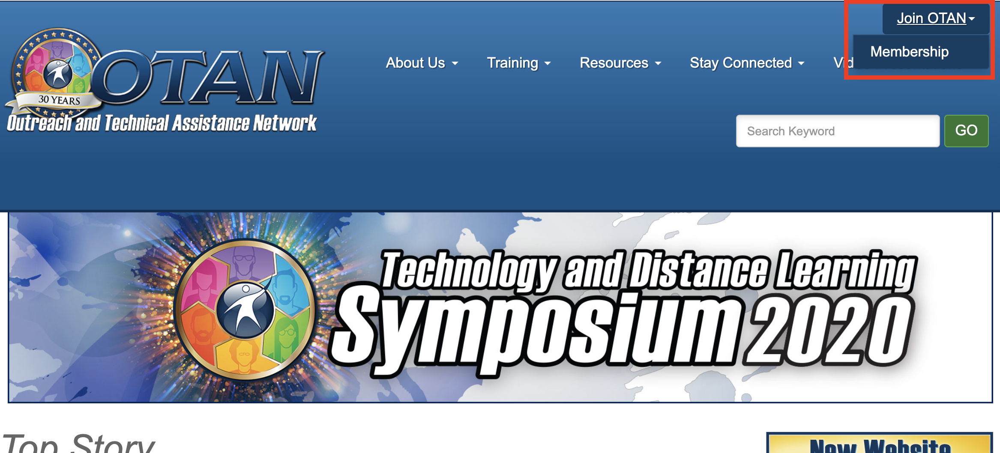 Join OTAN
Membership
OTAN
30 YEARS
Outreach and Technical Assistance Network
About Us
Training
Resources
Stay Connected
Vid
Search Keyword
GO
Technology and Distance Learning
Symposium 2020
Top Story
New Website